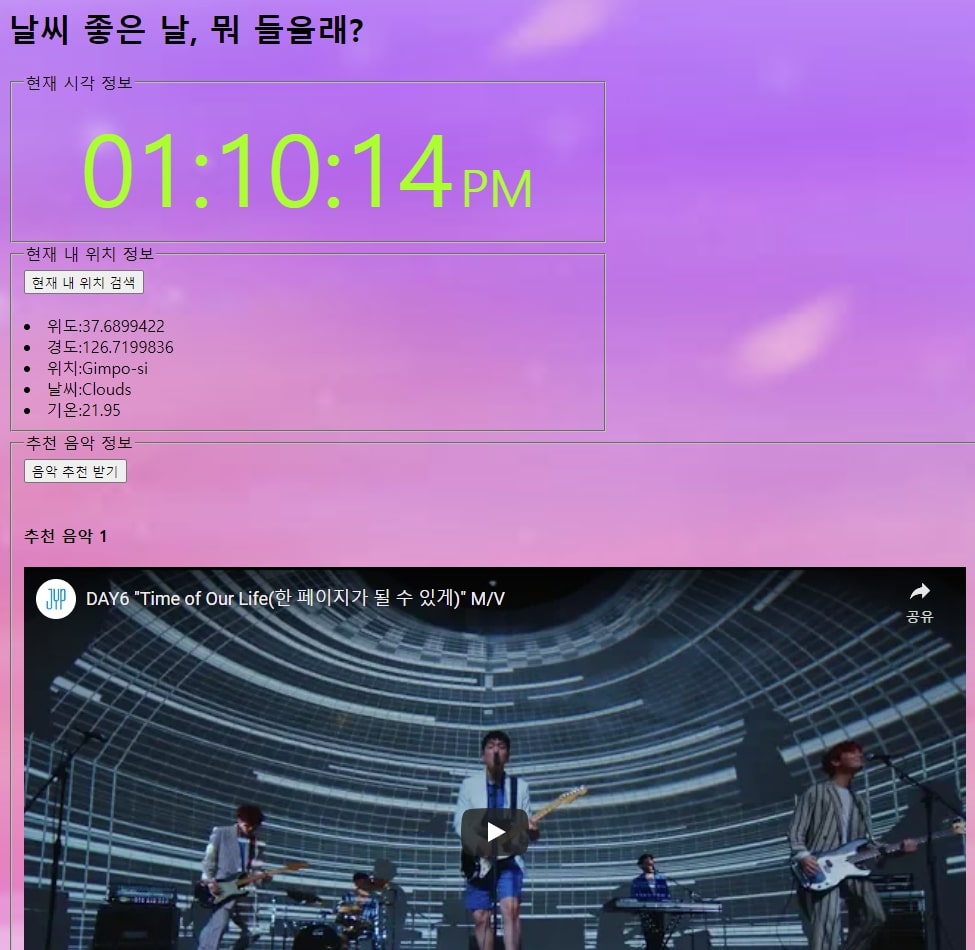 날씨 좋은 날, 뭐 들을래?
현재 시각 정보
01:10:14 PM
현재 내 위치 정보
현재 내 위치 검색
위도:37.6899422
경도:126.7199836
위치:Gimpo-si
날씨:Clouds
기온:21.95
추천 음악 정보
음악 추천 받기
추천 음악 1
JYP DAY6 "Time of Our Life(한 페이지가 될 수 있게)" M/V
공유